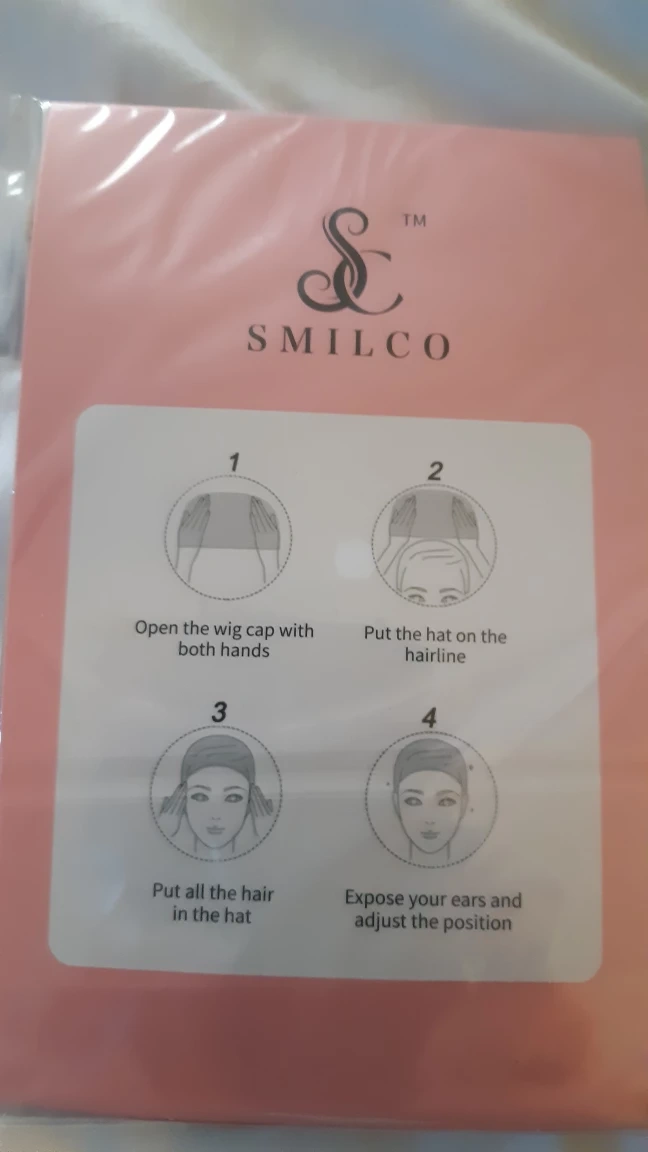 TM
SMILCO
1
Open the wig cap with
both hands
2
Put the hat on the
hairline
3
Put all the hair
in the hat
4
Expose your ears and
adjust the position